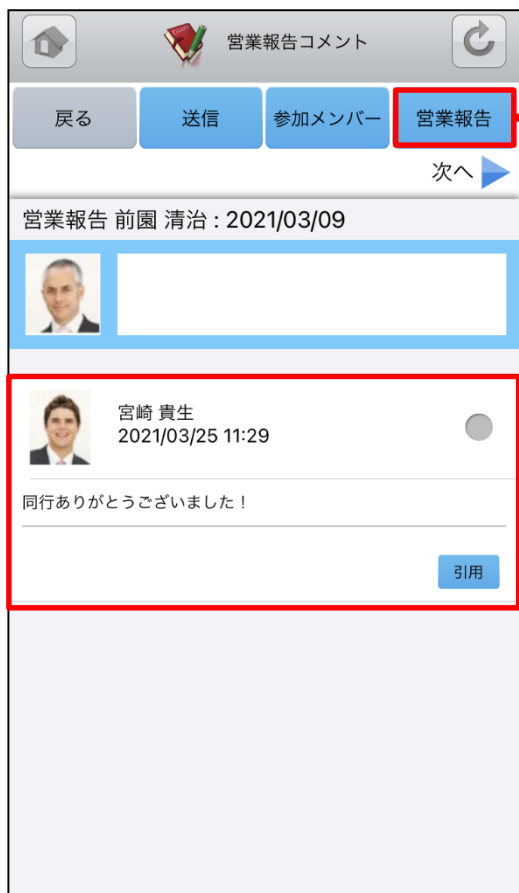 営業報告コメント
戻る 送信 参加メンバー 営業報告
次へ
営業報告 前園 清治 : 2021/03/09
宮崎 貴生
2021/03/25 11:29
同行ありがとうございました！
引用